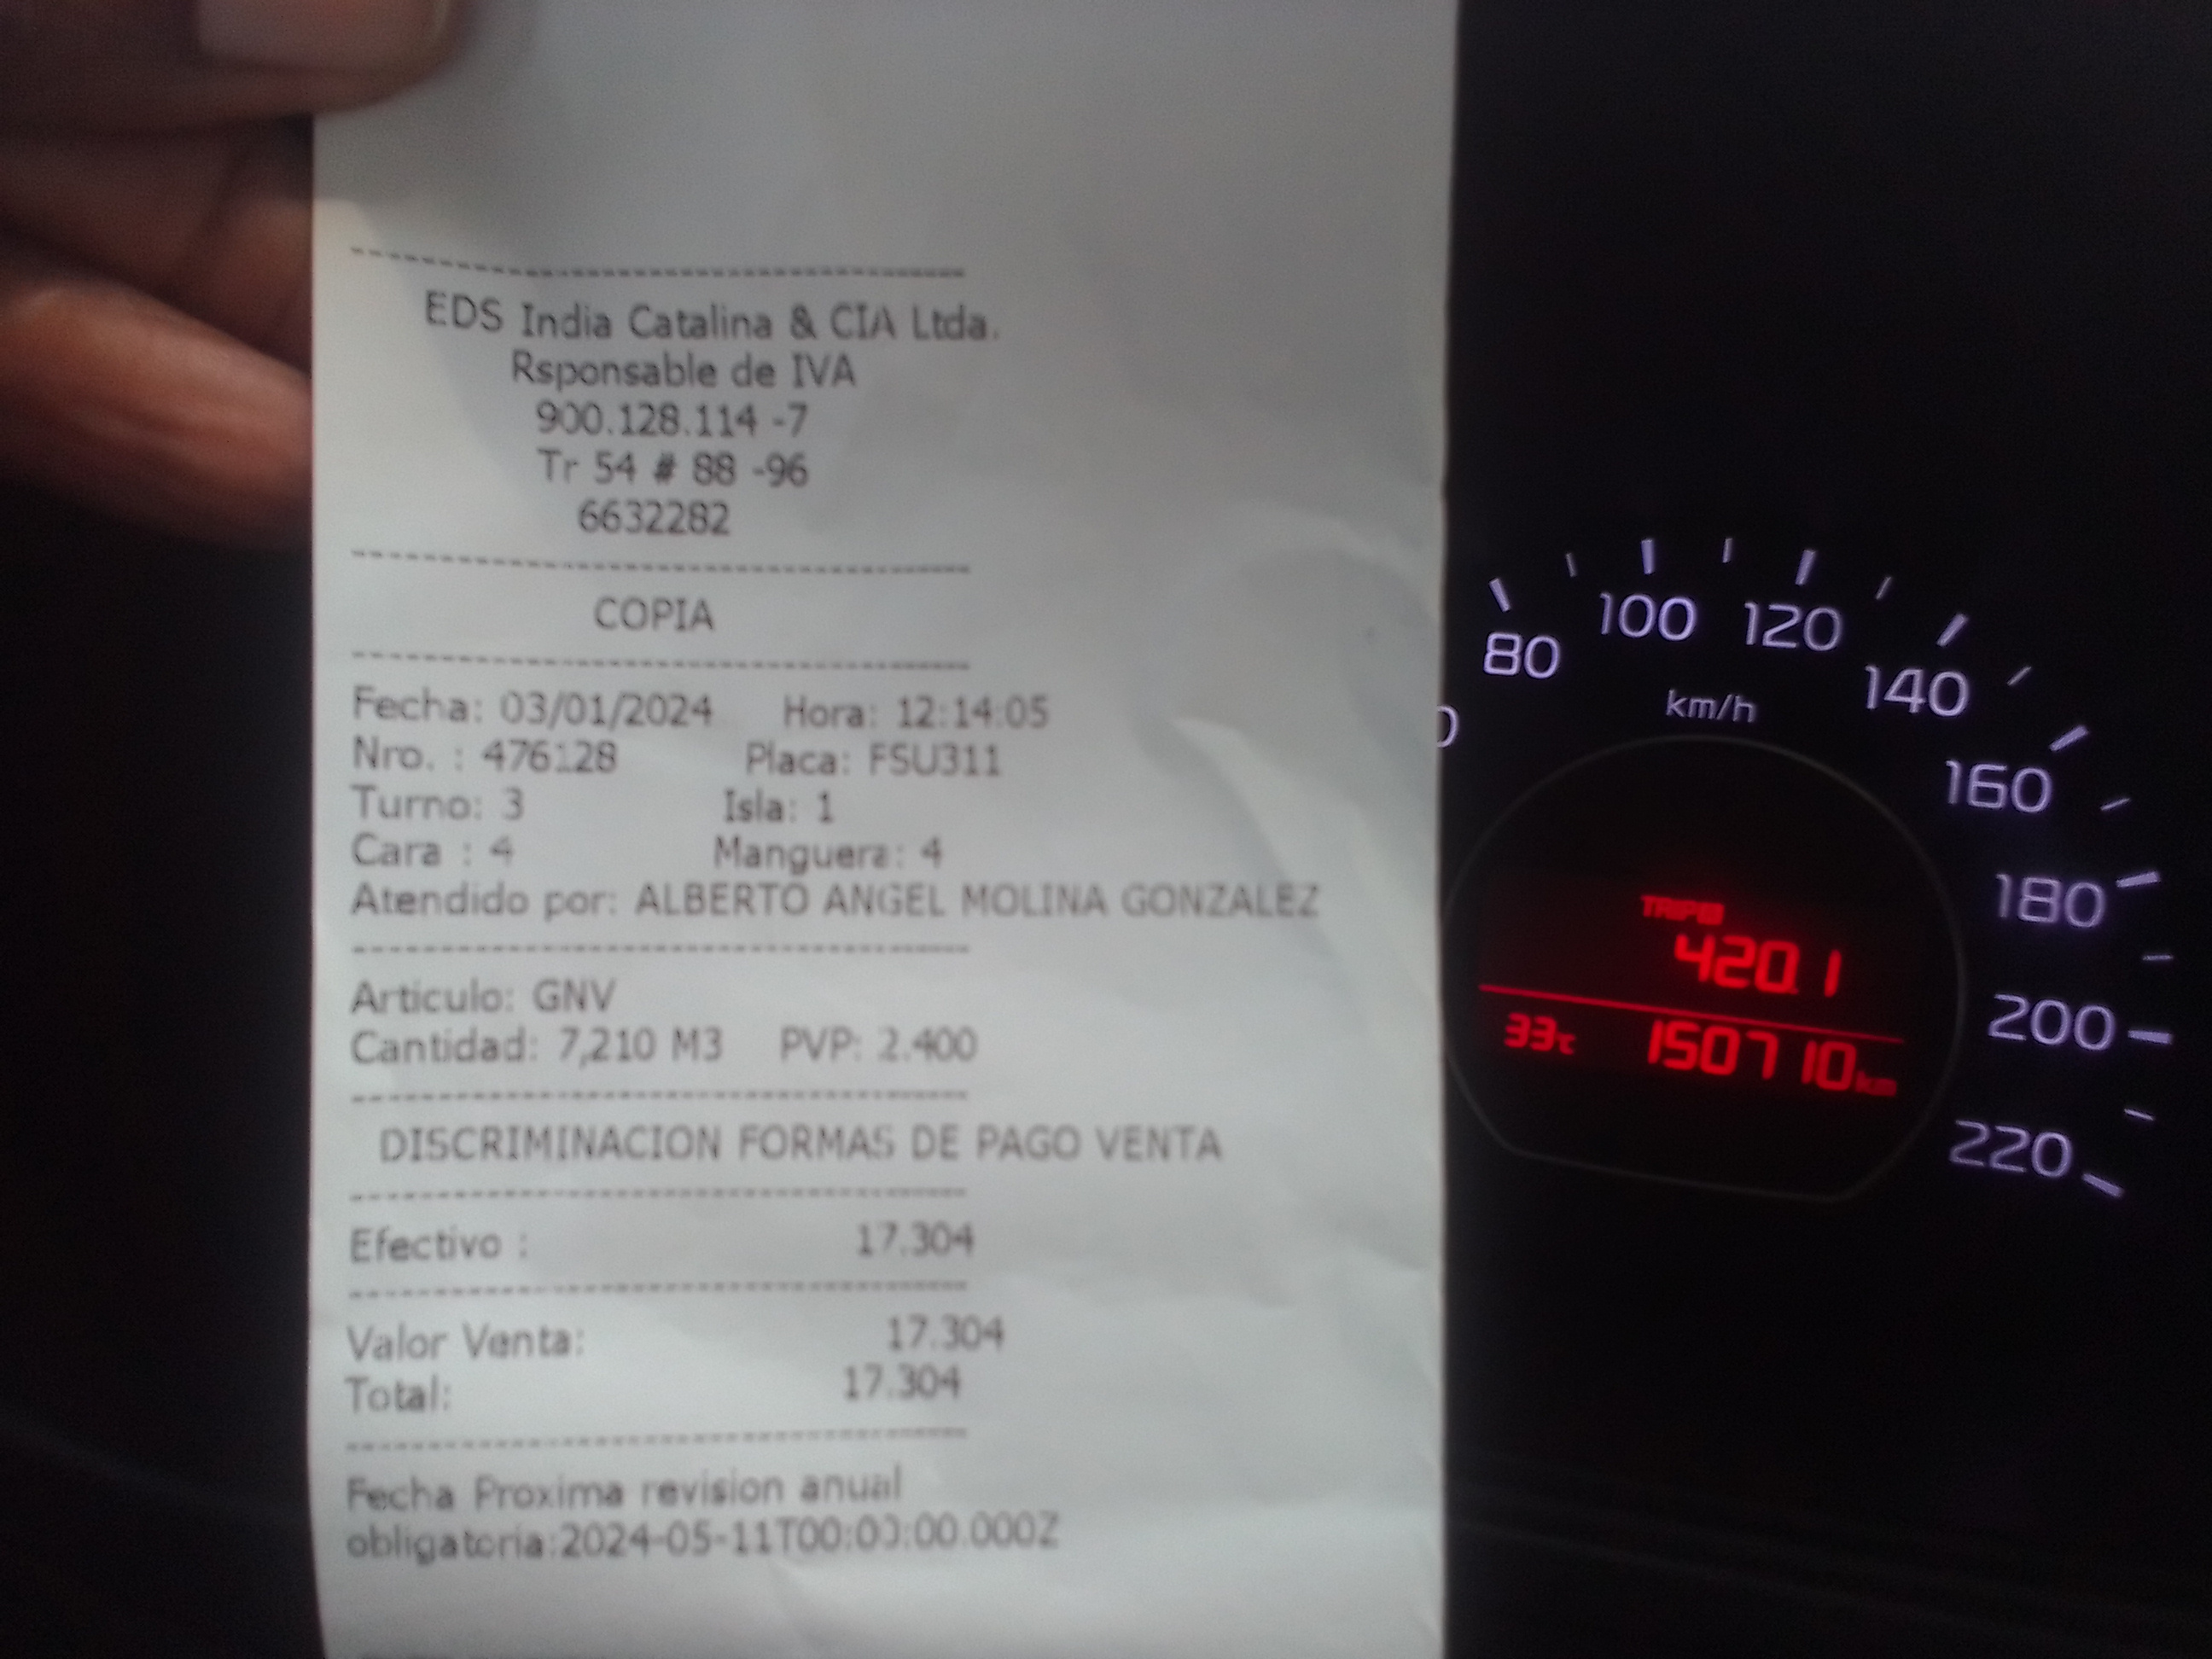 EDS India Catalina & CIA Ltda.
Rsponsable de IVA
900.128.114 -7
Tr 54 # 88 -96
6632282
COPIA
Fecha: 03/01/2024 Hora: 12:14:05
Nro. : 476128 Placa: FSU311
Turno: 3 Isla: 1
Cara : 4 Manguera: 4
Atendido por: ALBERTO ANGEL MOLINA GONZALEZ
Articulo: GNV
Cantidad: 7,210 M3 PVP: 2.400
DISCRIMINACION FORMAS DE PAGO VENTA
Efectivo : 17.304
Valor Venta: 17.304
Total: 17.304
Fecha Proxima revision anual
obligatoria:2024-05-11T00:00:00.000Z
80 100 120 140 160 180 200 220
km/h
TRIP
420.1
33°C 150710 km